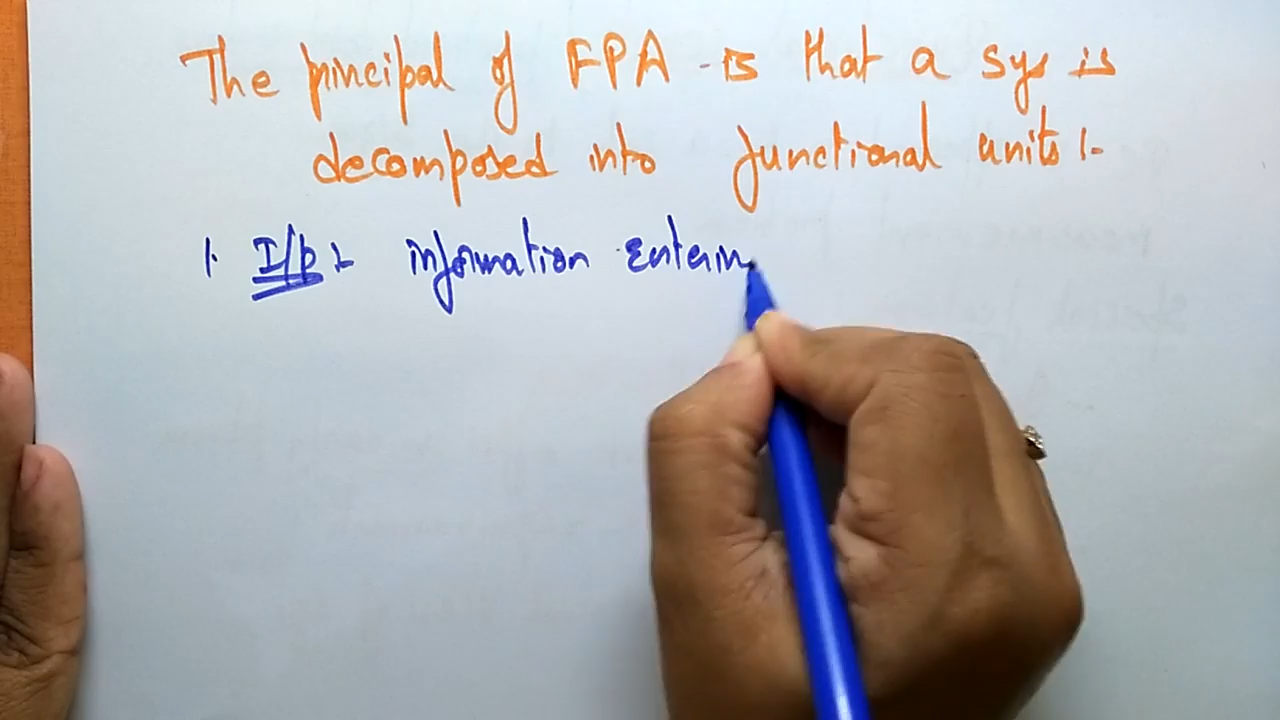 The principal of FPA is that a sys is
decomposed into functional units :-
1. I/p :- information Enterin